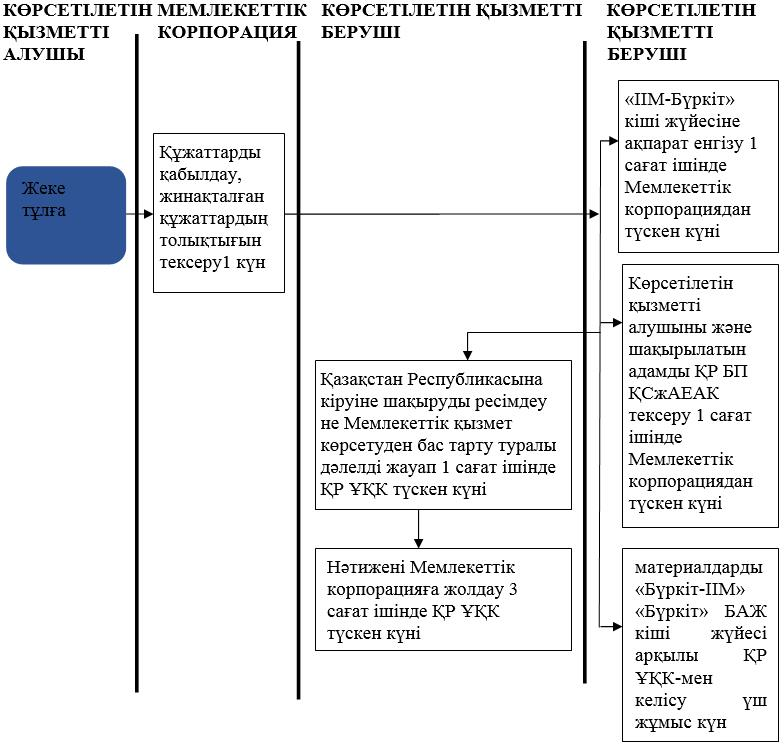 КӨРСЕТІЛЕТІН
ҚЫЗМЕТТІ
АЛУШЫ
МЕМЛЕКЕТТІК
КОРПОРАЦИЯ
КӨРСЕТІЛЕТІН ҚЫЗМЕТТІ
БЕРУШІ
КӨРСЕТІЛЕТІН
ҚЫЗМЕТТІ
БЕРУШІ
Жеке
тұлға
Құжаттарды
қабылдау,
жинақталған
құжаттардың
толықтығын
тексеру1 күн
«ІІМ-Бүркіт»
кіші жүйесіне
ақпарат енгізу 1
сағат ішінде
Мемлекеттік
корпорациядан
түскен күні
Көрсетілетін
қызметті
алушыны және
шақырылатын
адамды ҚР БП
ҚСжАЕАК
тексеру 1 сағат
ішінде
Мемлекеттік
корпорациядан
түскен күні
Қазақстан Республикасына
кіруіне шақыруды ресімдеу
не Мемлекеттік қызмет
көрсетуден бас тарту туралы
дәлелді жауап 1 сағат ішінде
ҚР ҰҚК түскен күні
Нәтижені Мемлекеттік
корпорацияға жолдау 3
сағат ішінде ҚР ҰҚК
түскен күні
материалдарды
«Бүркіт-ІІМ»
«Бүркіт» БАЖ
кіші жүйесі
арқылы ҚР
ҰҚК-мен
келісу үш
жұмыс күн